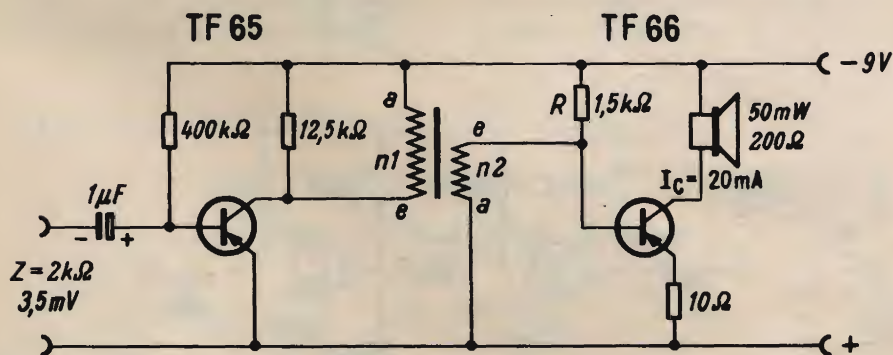 TF 65
TF 66
− 9V
a
R
1,5kΩ
50mW
200Ω
400kΩ
12,5kΩ
n1
e
n2
a
e
I_C = 20mA
1µF
− +
Z = 2kΩ
3,5mV
10Ω
+